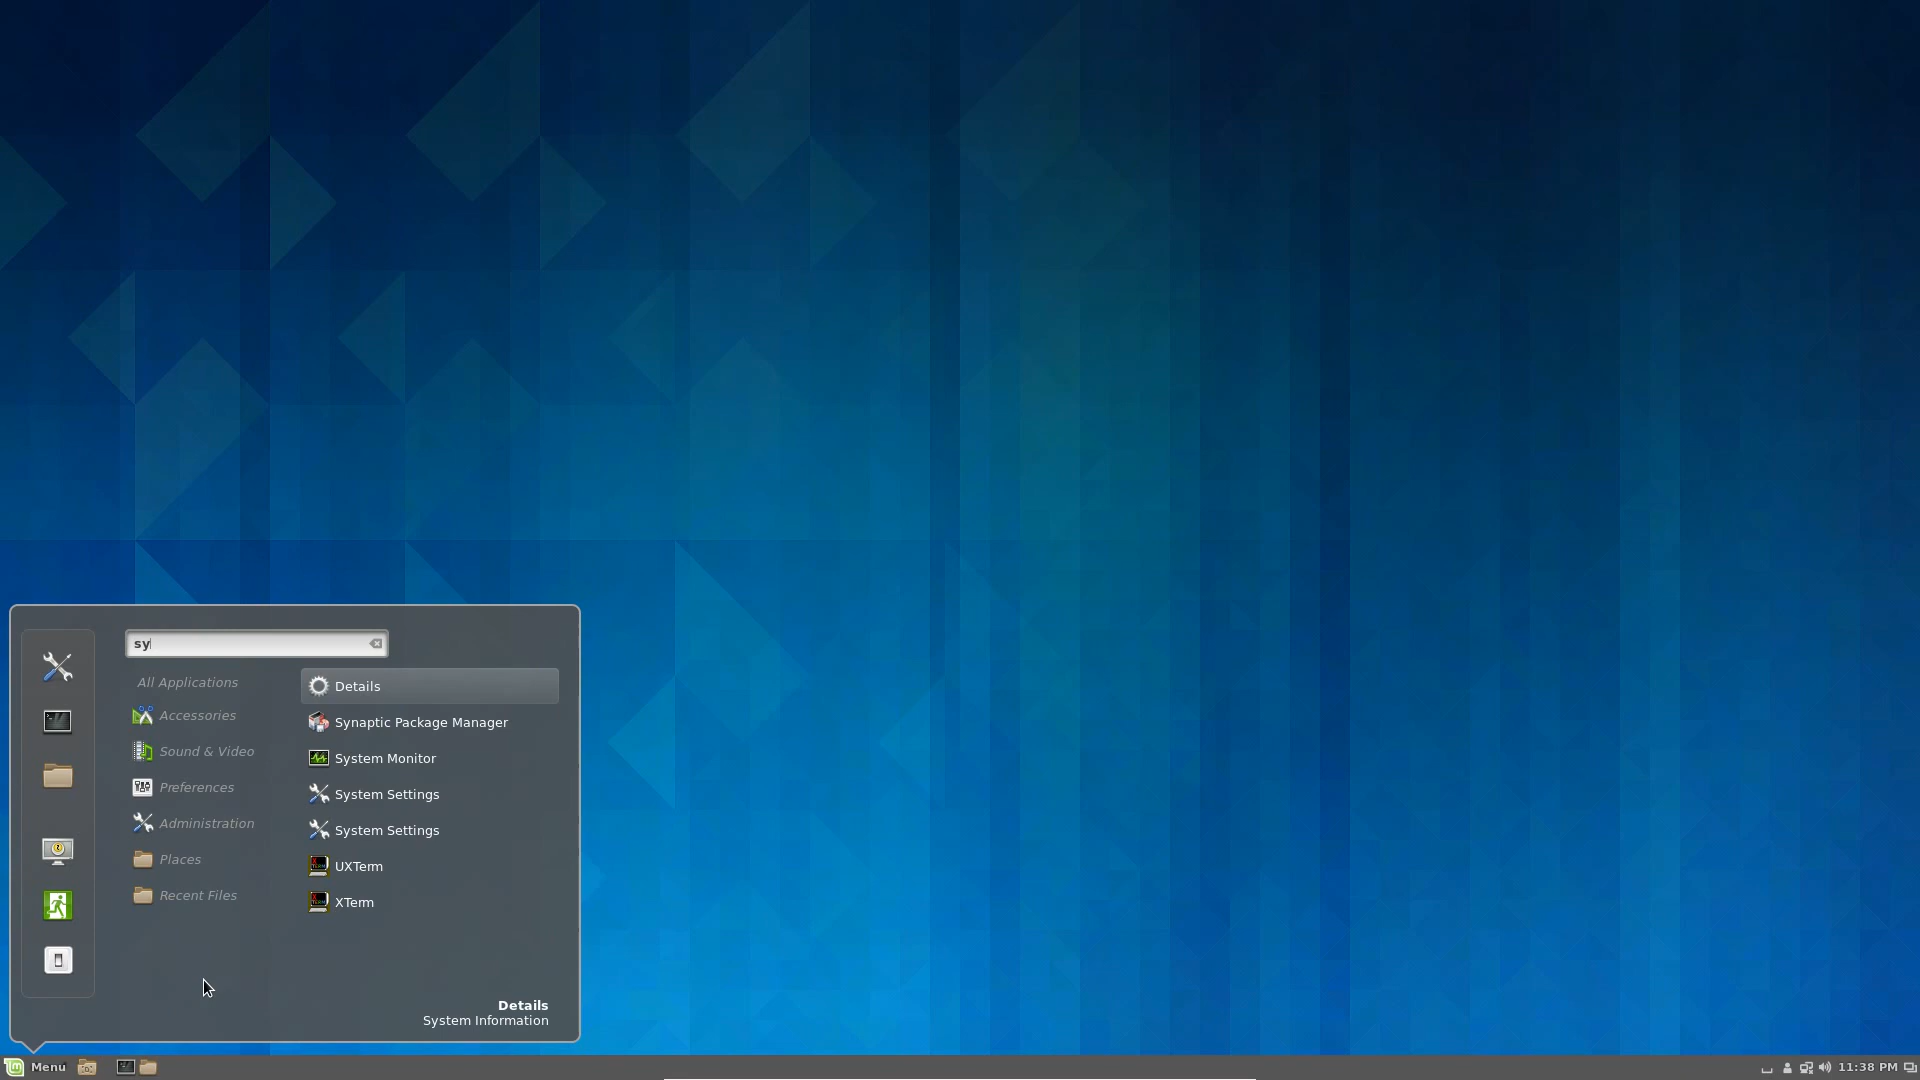 sy
All Applications
Accessories
Sound & Video
Preferences
Administration
Places
Recent Files
Details
Synaptic Package Manager
System Monitor
System Settings
System Settings
UXTerm
XTerm
Details
System Information
Menu
11:38 PM